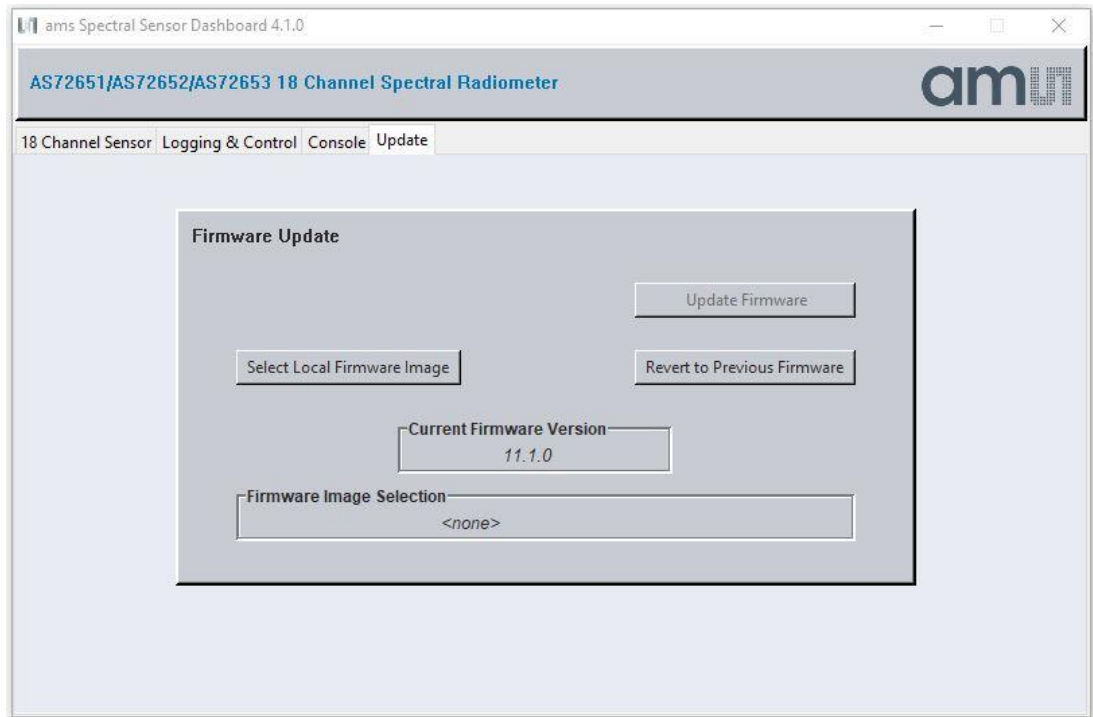 ams Spectral Sensor Dashboard 4.1.0
AS72651/AS72652/AS72653 18 Channel Spectral Radiometer
am
18 Channel Sensor Logging & Control Console Update
Firmware Update
Update Firmware
Select Local Firmware Image Revert to Previous Firmware
Current Firmware Version
11.1.0
Firmware Image Selection
<none>